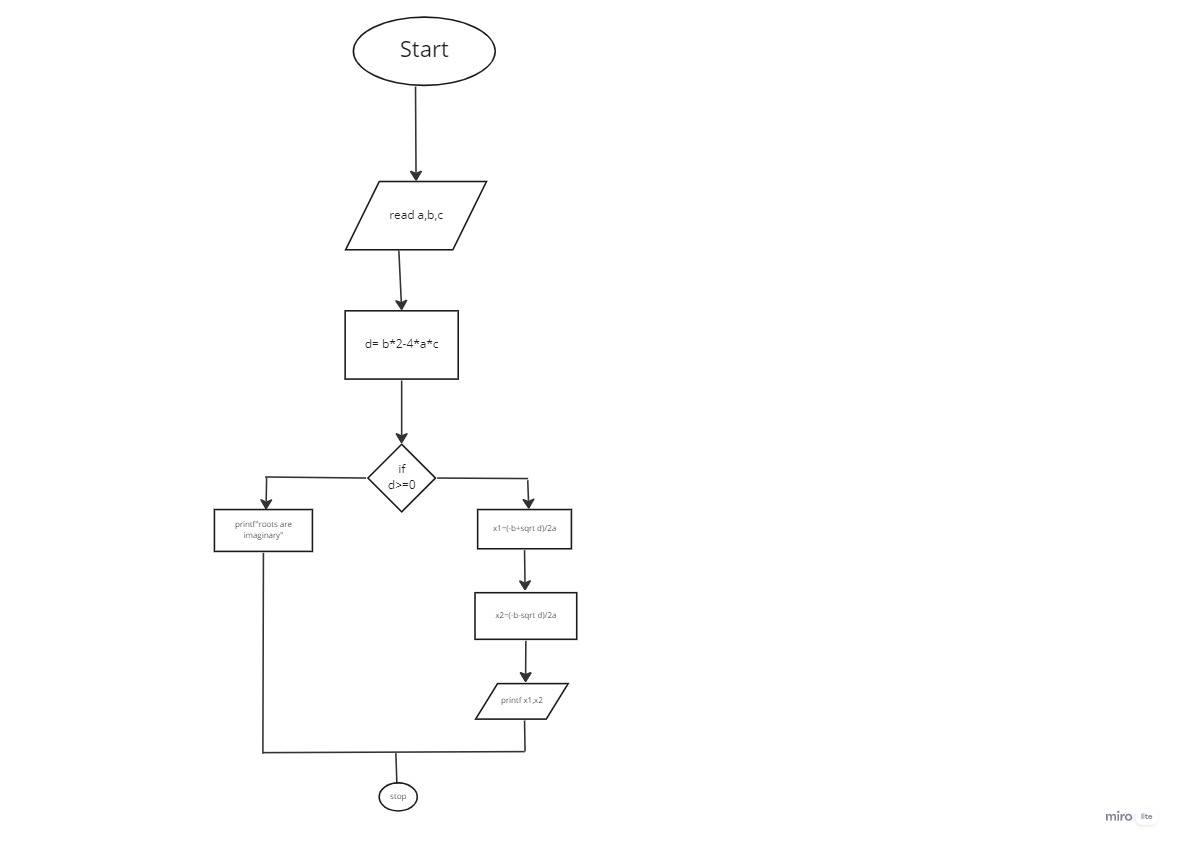 Start
read a,b,c
d= b*2-4*a*c
if
d>=0
printf"roots are
imaginary"
x1=(-b+sqrt d)/2a
x2=(-b-sqrt d)/2a
printf x1,x2
stop
miro lite